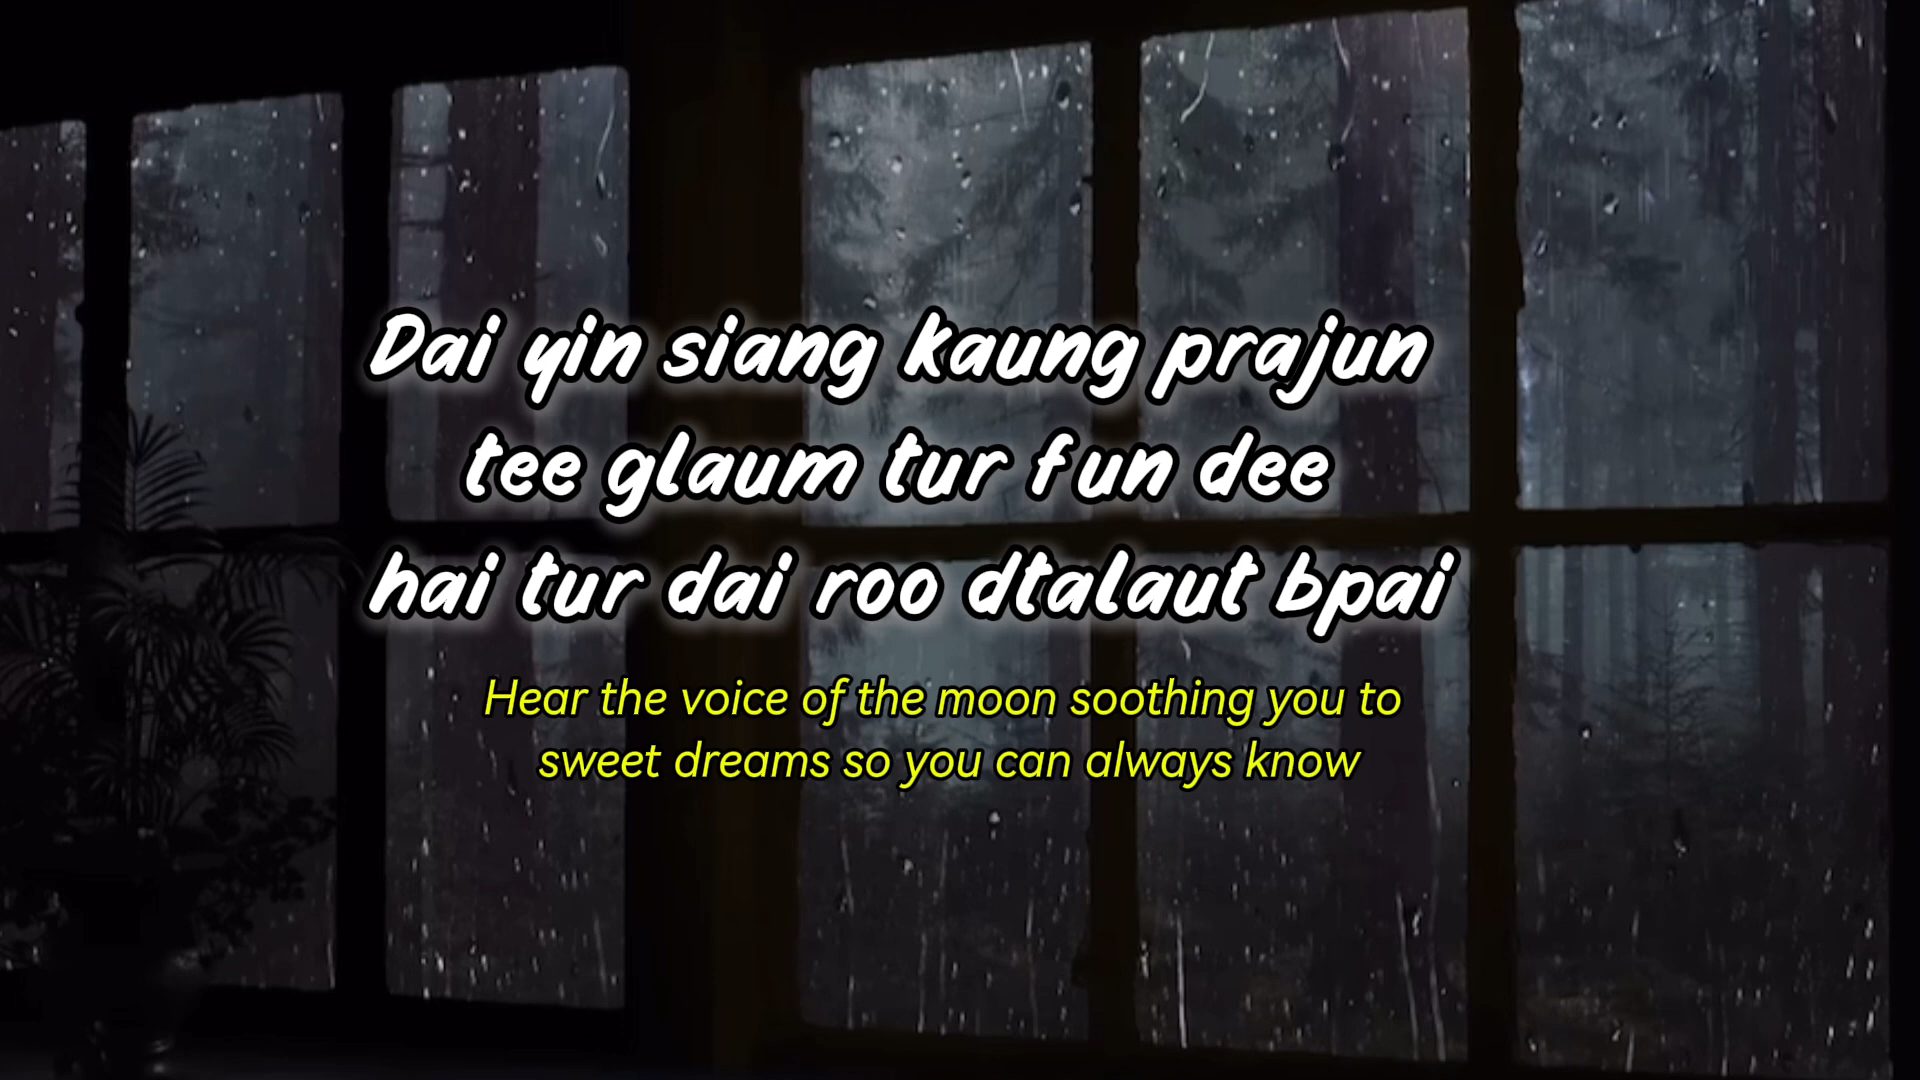 Dai yin siang kaung prajun
tee glaum tur fun dee
hai tur dai roo dtalaut bpai
Hear the voice of the moon soothing you to
sweet dreams so you can always know